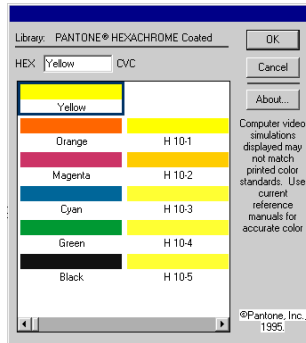 Library: PANTONE® HEXACHROME Coated
HEX Yellow CVC
Yellow
Orange H 10-1
Magenta H 10-2
Cyan H 10-3
Green H 10-4
Black H 10-5
OK
Cancel
About...
Computer video
simulations
displayed may
not match
printed color
standards. Use
current
reference
manuals for
accurate color
©Pantone, Inc.,
1995.